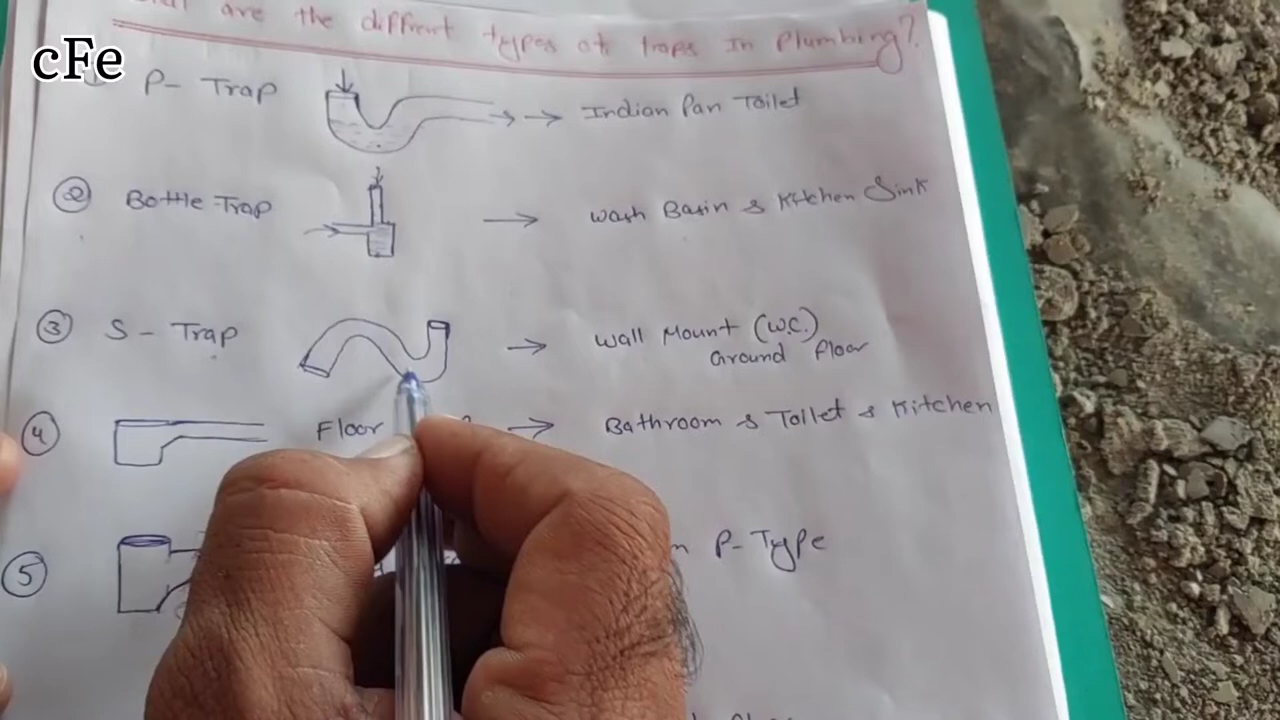 cFe
are the diffrent types of traps In Plumbing?
P- Trap → Indian Pan Toilet
② Bottle Trap → Wash Basin & Kitchen Sink
③ S - Trap → Wall Mount (W.C.)
Ground floor
④ Floor → Bathroom & Toilet & Kitchen
⑤ P- Type